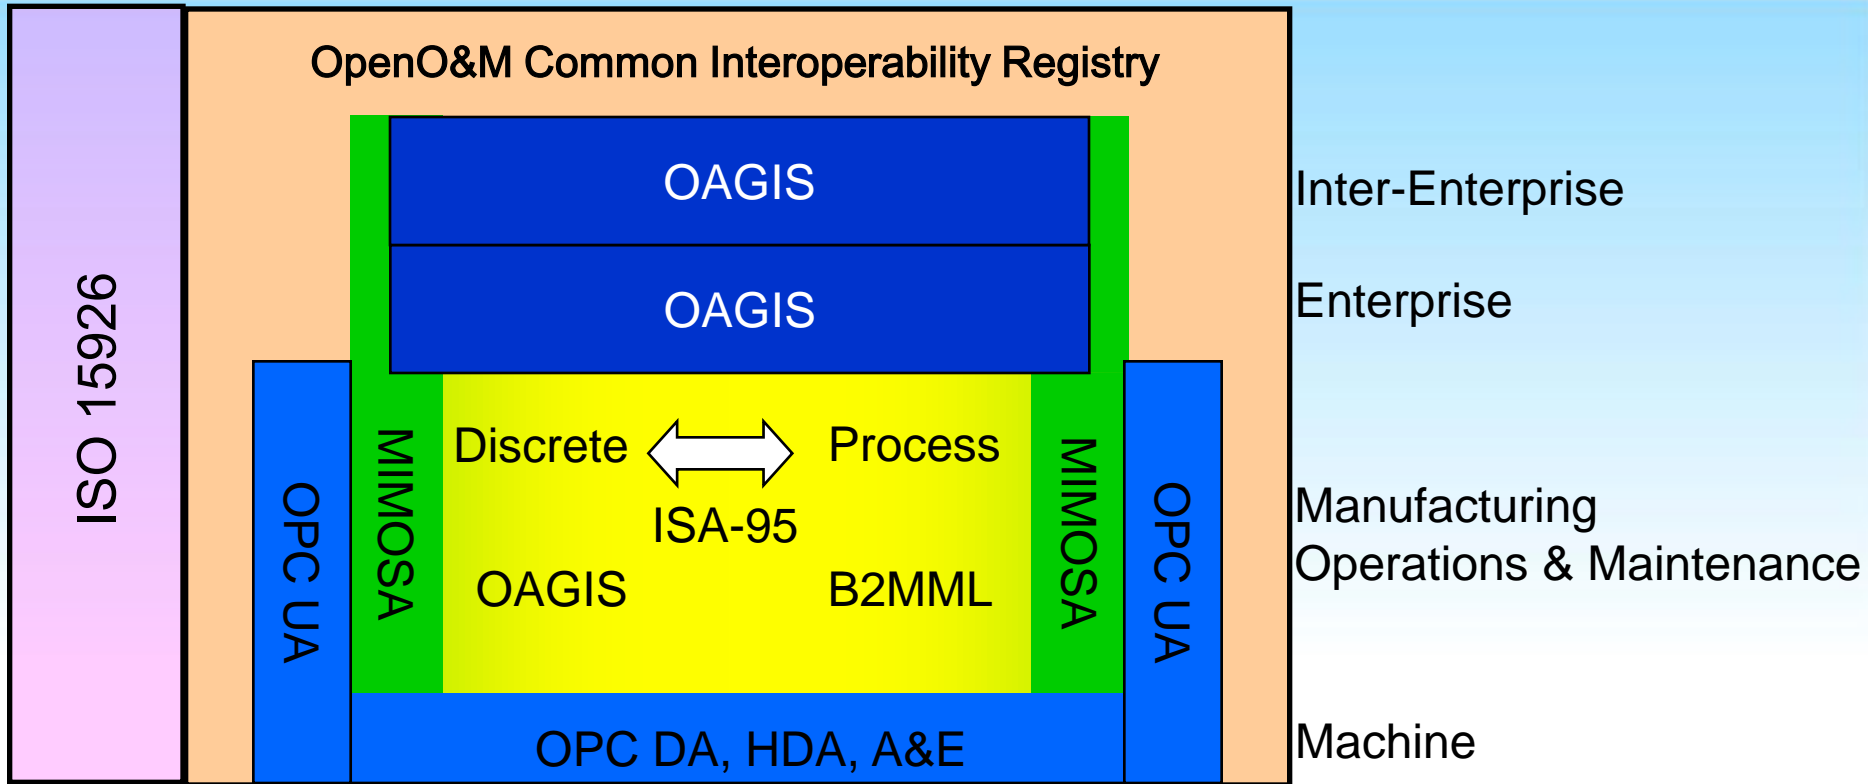 OpenO&M Common Interoperability Registry
ISO 15926
OAGIS
Inter-Enterprise
OAGIS
Enterprise
OPC UA
MIMOSA
Discrete
Process
ISA-95
OAGIS
B2MML
MIMOSA
OPC UA
Manufacturing
Operations & Maintenance
OPC DA, HDA, A&E
Machine